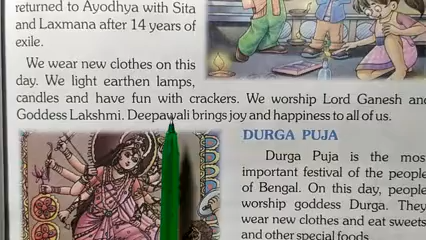 returned to Ayodhya with Sita
and Laxmana after 14 years of
exile.
We wear new clothes on this
day. We light earthen lamps,
candles and have fun with crackers. We worship Lord Ganesh and
Goddess Lakshmi. Deepawali brings joy and happiness to all of us.
DURGA PUJA
Durga Puja is the most
important festival of the people
of Bengal. On this day, people
worship goddess Durga. They
wear new clothes and eat sweets
and other special foods.